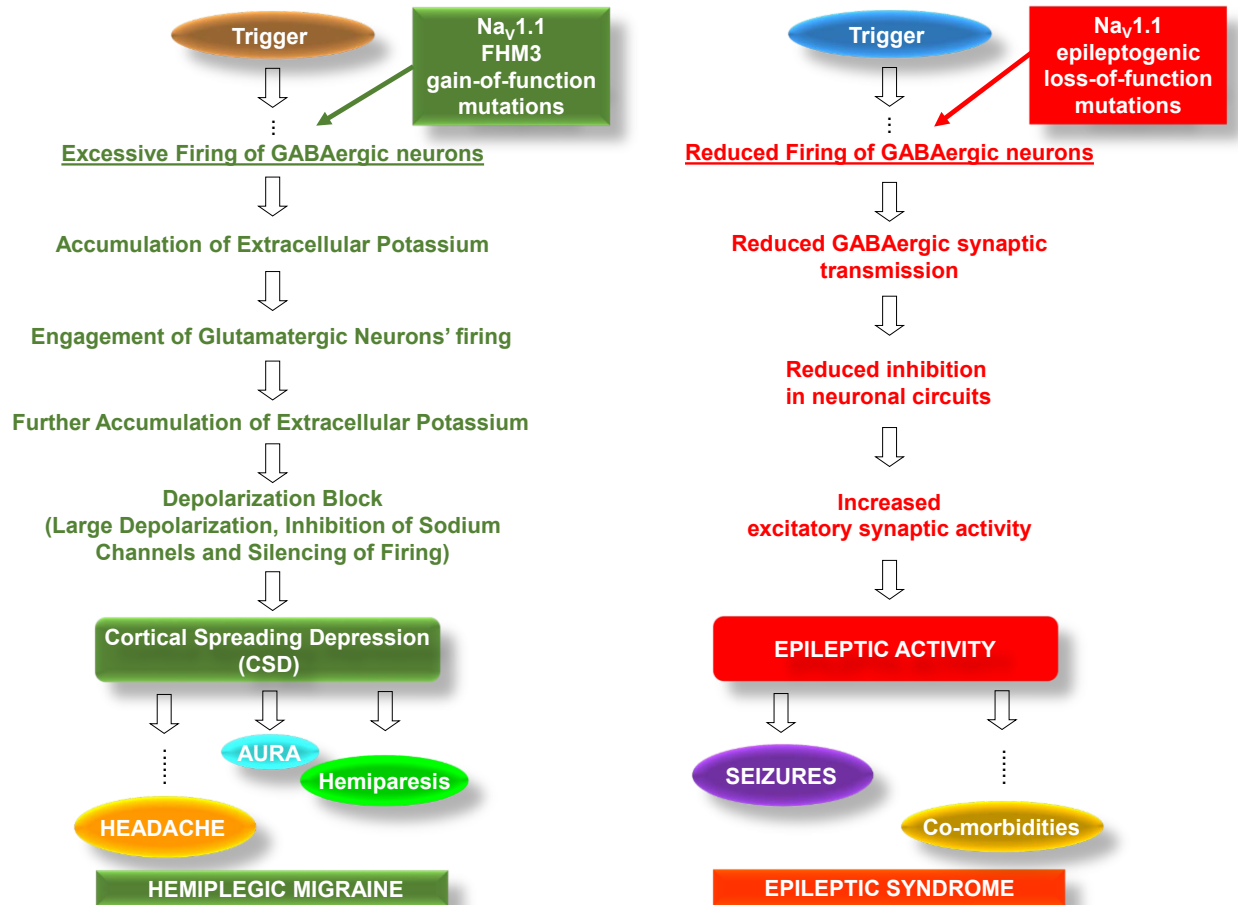 Trigger
Na_V1.1
FHM3
gain-of-function
mutations
Excessive Firing of GABAergic neurons
Accumulation of Extracellular Potassium
Engagement of Glutamatergic Neurons’ firing
Further Accumulation of Extracellular Potassium
Depolarization Block
(Large Depolarization, Inhibition of Sodium
Channels and Silencing of Firing)
Cortical Spreading Depression
(CSD)
AURA
Hemiparesis
HEADACHE
HEMIPLEGIC MIGRAINE
Trigger
Na_V1.1
epileptogenic
loss-of-function
mutations
Reduced Firing of GABAergic neurons
Reduced GABAergic synaptic
transmission
Reduced inhibition
in neuronal circuits
Increased
excitatory synaptic activity
EPILEPTIC ACTIVITY
SEIZURES
Co-morbidities
EPILEPTIC SYNDROME